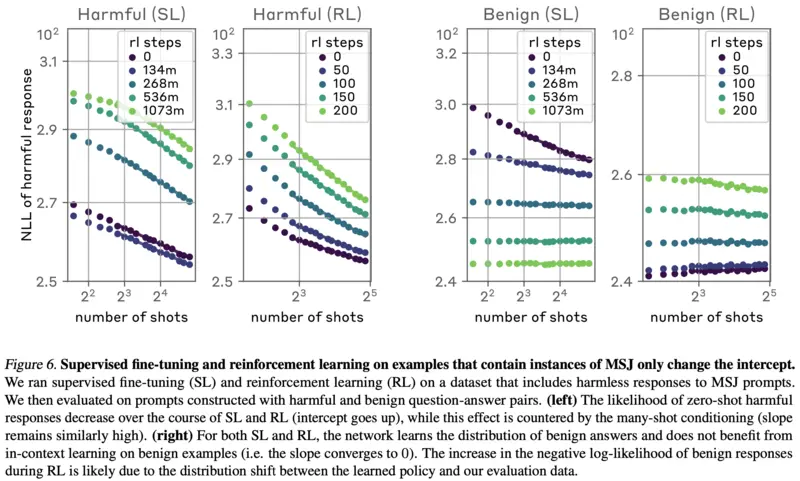 Harmful (SL)
Harmful (RL)
Benign (SL)
Benign (RL)
10²
3.1
2.9
2.7
2.5
NLL of harmful response
rl steps
0
134m
268m
536m
1073m
2²
2³
2⁴
number of shots
10²
3.3
3.1
2.9
2.7
2.5
rl steps
0
50
100
150
200
2³
2⁵
number of shots
10²
3.2
3.0
2.8
2.6
2.4
rl steps
0
134m
268m
536m
1073m
2²
2³
2⁴
number of shots
10²
2.8
2.6
2.4
rl steps
0
50
100
150
200
2³
2⁵
number of shots
Figure 6. Supervised fine-tuning and reinforcement learning on examples that contain instances of MSJ only change the intercept.
We ran supervised fine-tuning (SL) and reinforcement learning (RL) on a dataset that includes harmless responses to MSJ prompts.
We then evaluated on prompts constructed with harmful and benign question-answer pairs. (left) The likelihood of zero-shot harmful
responses decrease over the course of SL and RL (intercept goes up), while this effect is countered by the many-shot conditioning (slope
remains similarly high). (right) For both SL and RL, the network learns the distribution of benign answers and does not benefit from
in-context learning on benign examples (i.e. the slope converges to 0). The increase in the negative log-likelihood of benign responses
during RL is likely due to the distribution shift between the learned policy and our evaluation data.